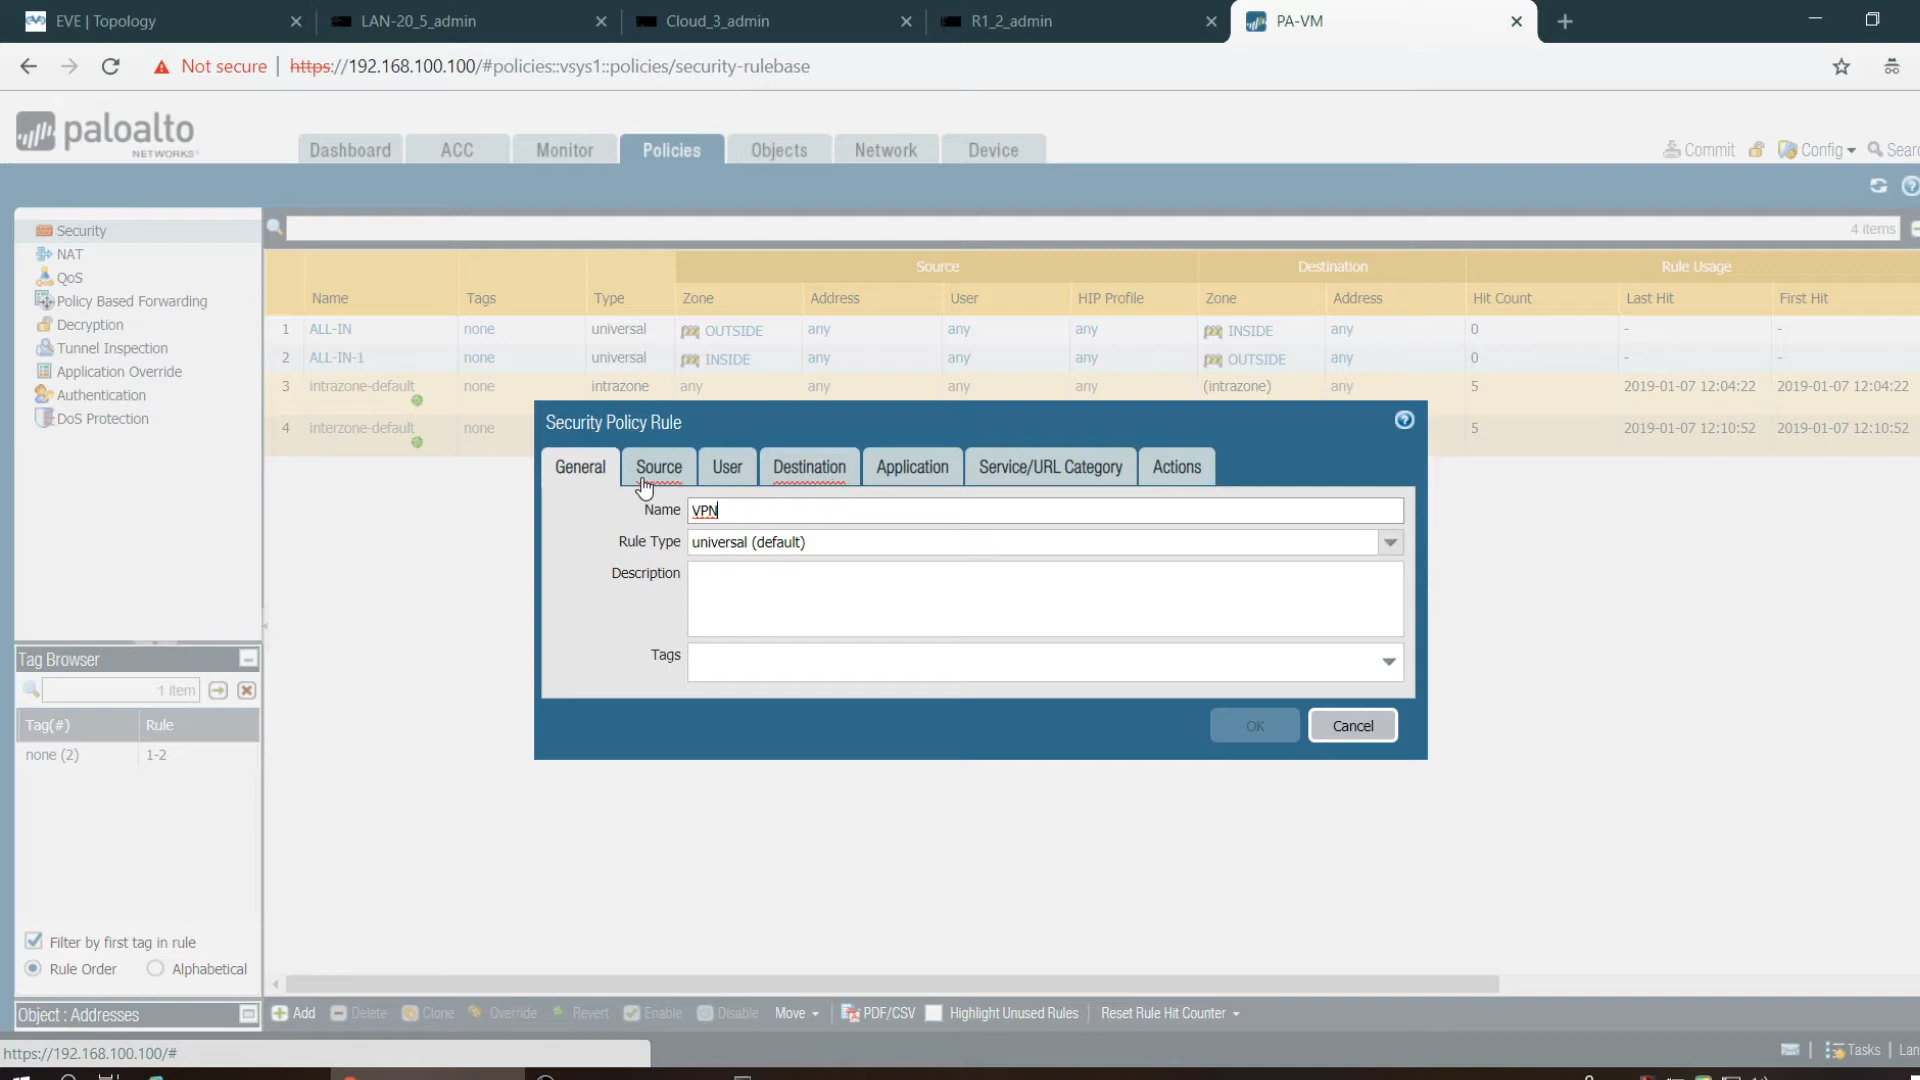 EVE | Topology LAN-20_5_admin Cloud_3_admin R1_2_admin PA-VM
Not secure | https://192.168.100.100/#policies::vsys1::policies/security-rulebase
paloalto
NETWORKS
Dashboard ACC Monitor Policies Objects Network Device
Commit Config Sear
Security
NAT
QoS
Policy Based Forwarding
Decryption
Tunnel Inspection
Application Override
Authentication
DoS Protection
4 items
Source Destination Rule Usage
Name Tags Type Zone Address User HIP Profile Zone Address Hit Count Last Hit First Hit
1 ALL-IN none universal OUTSIDE any any any INSIDE any 0 - -
2 ALL-IN-1 none universal INSIDE any any any OUTSIDE any 0 - -
3 intrazone-default none intrazone any any any any (intrazone) any 5 2019-01-07 12:04:22 2019-01-07 12:04:22
4 interzone-default none 5 2019-01-07 12:10:52 2019-01-07 12:10:52
Security Policy Rule
General Source User Destination Application Service/URL Category Actions
Name VPN
Rule Type universal (default)
Description
Tags
OK Cancel
Tag Browser
1 item
Tag(#) Rule
none (2) 1-2
Filter by first tag in rule
Rule Order Alphabetical
Object : Addresses
Add Delete Clone Override Revert Enable Disable Move PDF/CSV Highlight Unused Rules Reset Rule Hit Counter
https://192.168.100.100/#
Tasks | Lan